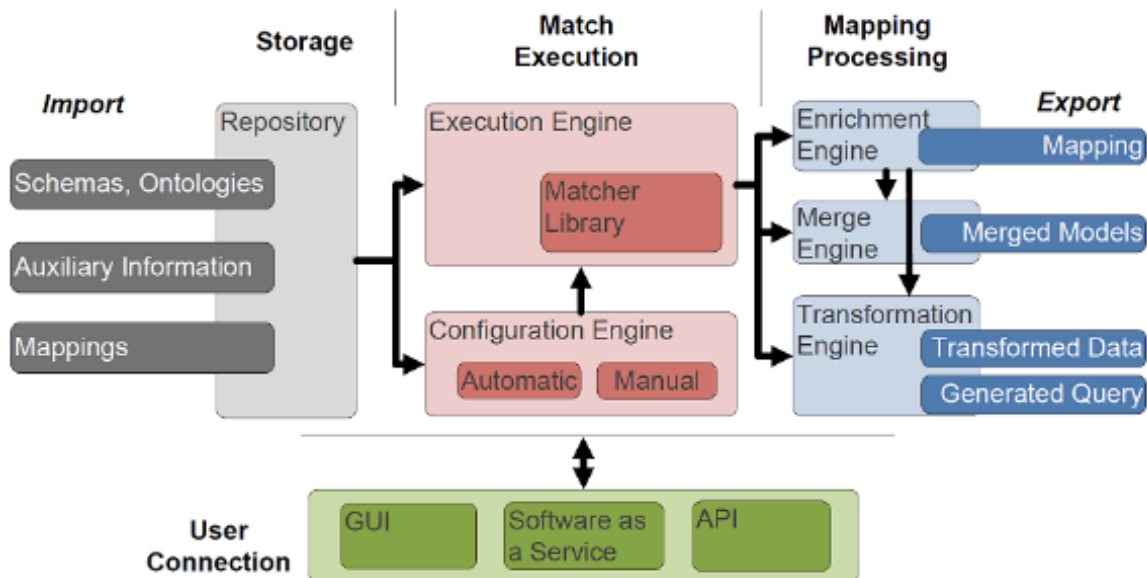 Storage
Match
Execution
Mapping
Processing
Import
Export
Repository
Schemas, Ontologies
Auxiliary Information
Mappings
Execution Engine
Matcher
Library
Configuration Engine
Automatic
Manual
Enrichment
Engine
Mapping
Merge
Engine
Merged Models
Transformation
Engine
Transformed Data
Generated Query
User
Connection
GUI
Software as
a Service
API